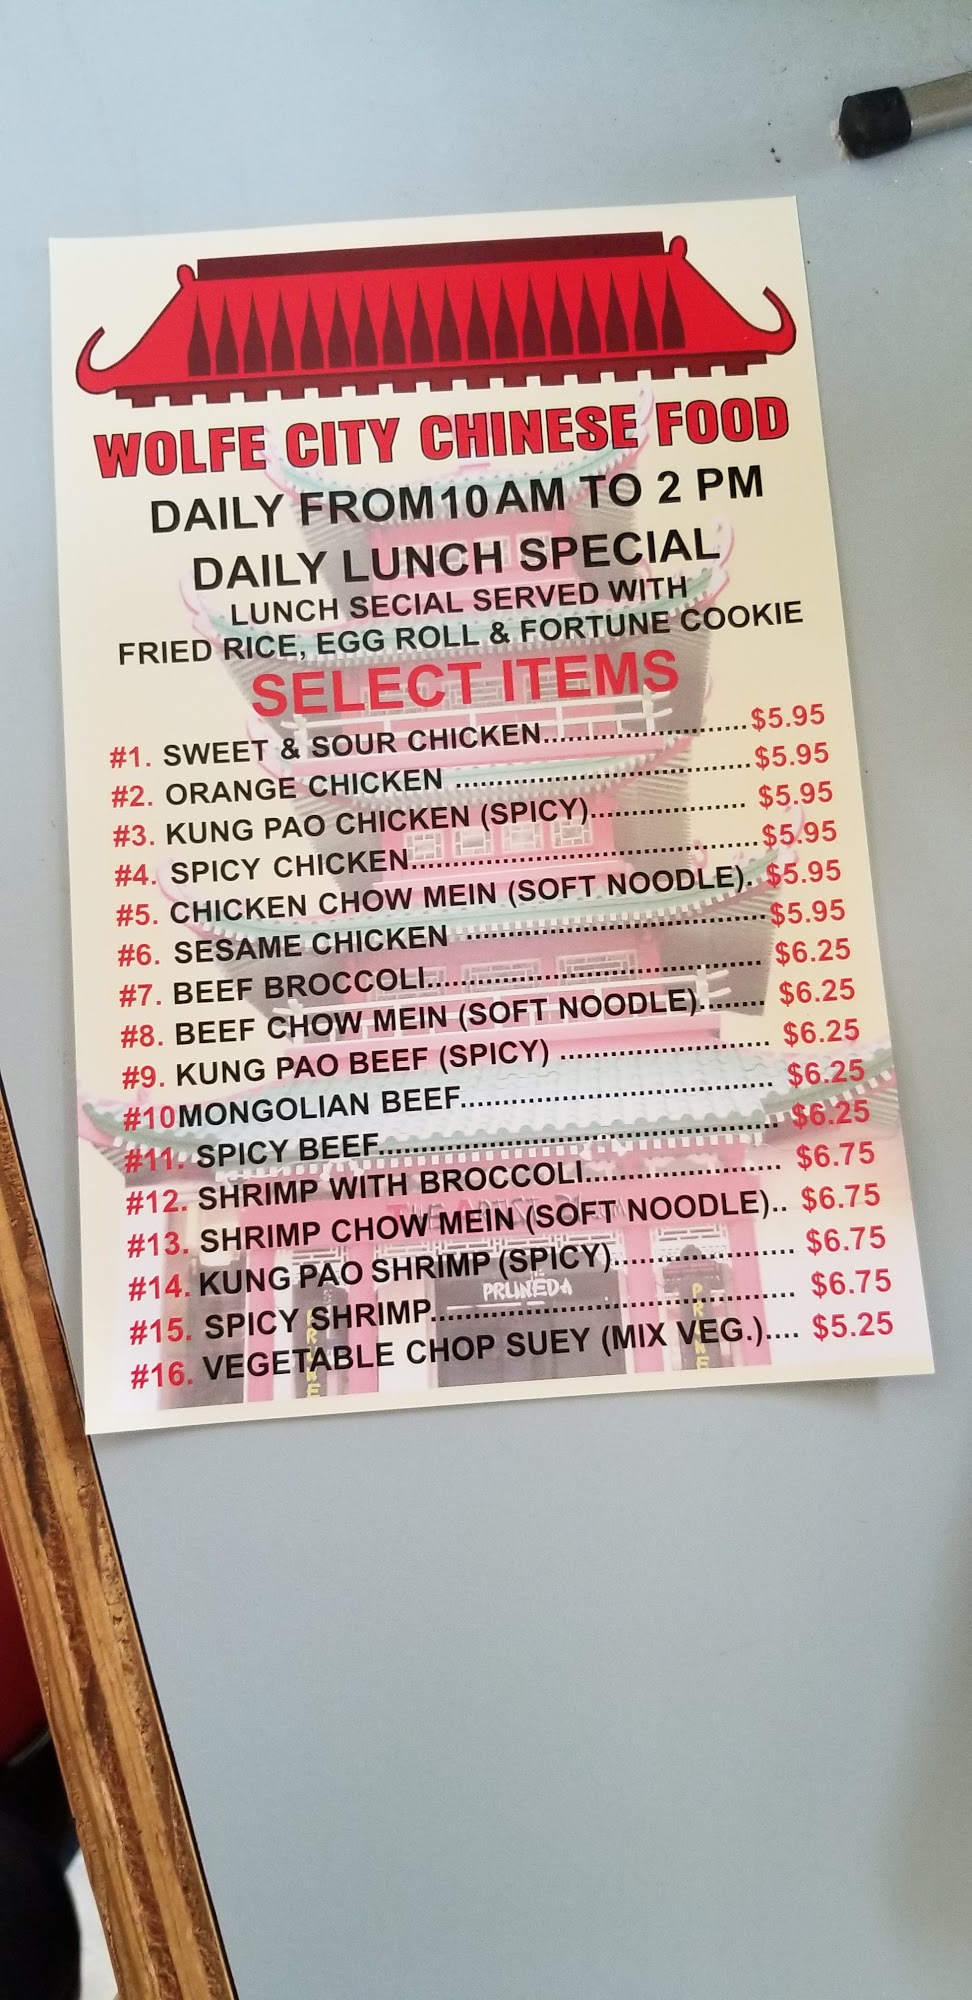 WOLFE CITY CHINESE FOOD
DAILY FROM 10 AM TO 2 PM
DAILY LUNCH SPECIAL
LUNCH SECIAL SERVED WITH
FRIED RICE, EGG ROLL & FORTUNE COOKIE
SELECT ITEMS
#1. SWEET & SOUR CHICKEN.........................$5.95
#2. ORANGE CHICKEN ....................................$5.95
#3. KUNG PAO CHICKEN (SPICY)................... $5.95
#4. SPICY CHICKEN..........................................$5.95
#5. CHICKEN CHOW MEIN (SOFT NOODLE). $5.95
#6. SESAME CHICKEN ....................................$5.95
#7. BEEF BROCCOLI........................................ $6.25
#8. BEEF CHOW MEIN (SOFT NOODLE)........ $6.25
#9. KUNG PAO BEEF (SPICY) ......................... $6.25
#10 MONGOLIAN BEEF..................................... $6.25
#11. SPICY BEEF................................................ $6.25
#12. SHRIMP WITH BROCCOLI........................ $6.75
#13. SHRIMP CHOW MEIN (SOFT NOODLE).. $6.75
#14. KUNG PAO SHRIMP (SPICY)...................... $6.75
#15. SPICY SHRIMP............................................ $6.75
#16. VEGETABLE CHOP SUEY (MIX VEG.).... $5.25
PRUNEDA